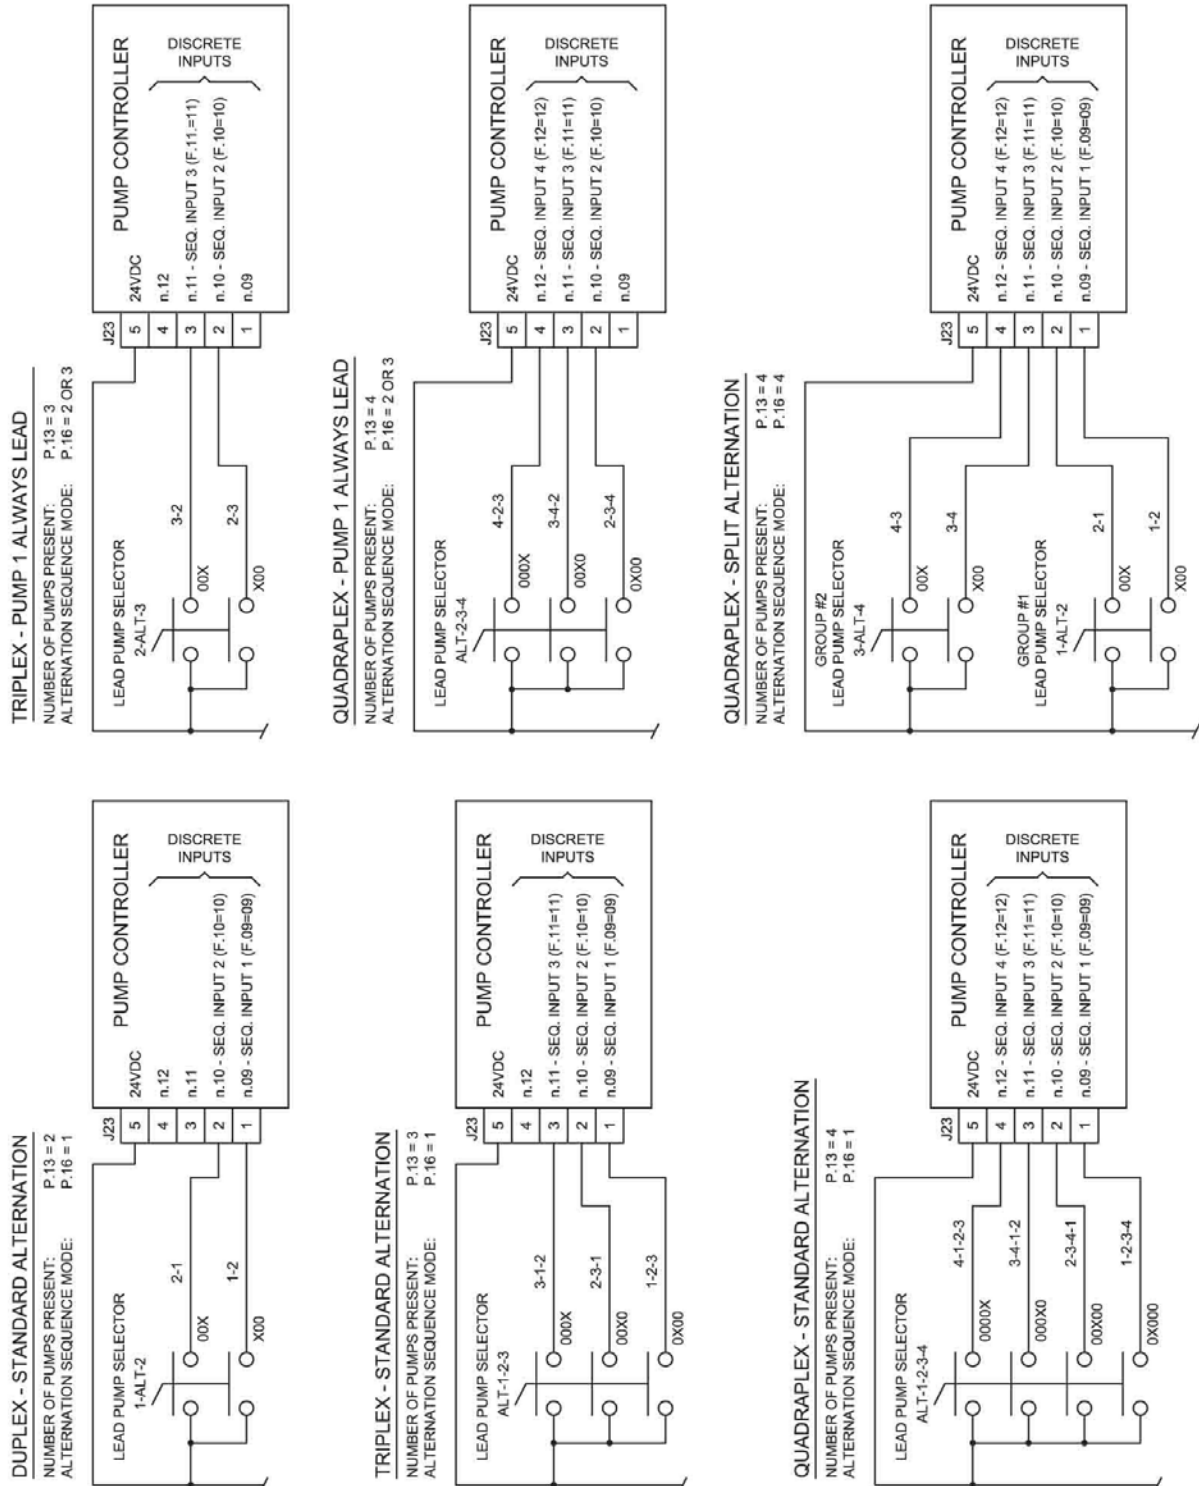 DUPLEX - STANDARD ALTERNATION
NUMBER OF PUMPS PRESENT: P.13 = 2
ALTERNATION SEQUENCE MODE: P.16 = 1
LEAD PUMP SELECTOR
1-ALT-2
00X
X00
2-1
1-2
J23
5
4
3
2
1
PUMP CONTROLLER
24VDC
n.12
n.11
n.10 - SEQ. INPUT 2 (F.10=10)
n.09 - SEQ. INPUT 1 (F.09=09)
DISCRETE
INPUTS
TRIPLEX - PUMP 1 ALWAYS LEAD
NUMBER OF PUMPS PRESENT: P.13 = 3
ALTERNATION SEQUENCE MODE: P.16 = 2 OR 3
LEAD PUMP SELECTOR
2-ALT-3
00X
X00
3-2
2-3
J23
5
4
3
2
1
PUMP CONTROLLER
24VDC
n.12
n.11 - SEQ. INPUT 3 (F.11.=11)
n.10 - SEQ. INPUT 2 (F.10=10)
n.09
DISCRETE
INPUTS
TRIPLEX - STANDARD ALTERNATION
NUMBER OF PUMPS PRESENT: P.13 = 3
ALTERNATION SEQUENCE MODE: P.16 = 1
LEAD PUMP SELECTOR
ALT-1-2-3
000X
00X0
0X00
3-1-2
2-3-1
1-2-3
J23
5
4
3
2
1
PUMP CONTROLLER
24VDC
n.12
n.11 - SEQ. INPUT 3 (F.11=11)
n.10 - SEQ. INPUT 2 (F.10=10)
n.09 - SEQ. INPUT 1 (F.09=09)
DISCRETE
INPUTS
QUADRAPLEX - PUMP 1 ALWAYS LEAD
NUMBER OF PUMPS PRESENT: P.13 = 4
ALTERNATION SEQUENCE MODE: P.16 = 2 OR 3
LEAD PUMP SELECTOR
ALT-2-3-4
000X
00X0
0X00
4-2-3
3-4-2
2-3-4
J23
5
4
3
2
1
PUMP CONTROLLER
24VDC
n.12 - SEQ. INPUT 4 (F.12=12)
n.11 - SEQ. INPUT 3 (F.11=11)
n.10 - SEQ. INPUT 2 (F.10=10)
n.09
DISCRETE
INPUTS
QUADRAPLEX - STANDARD ALTERNATION
NUMBER OF PUMPS PRESENT: P.13 = 4
ALTERNATION SEQUENCE MODE: P.16 = 1
LEAD PUMP SELECTOR
ALT-1-2-3-4
0000X
000X0
00X00
0X000
4-1-2-3
3-4-1-2
2-3-4-1
1-2-3-4
J23
5
4
3
2
1
PUMP CONTROLLER
24VDC
n.12 - SEQ. INPUT 4 (F.12=12)
n.11 - SEQ. INPUT 3 (F.11=11)
n.10 - SEQ. INPUT 2 (F.10=10)
n.09 - SEQ. INPUT 1 (F.09=09)
DISCRETE
INPUTS
QUADRAPLEX - SPLIT ALTERNATION
NUMBER OF PUMPS PRESENT: P.13 = 4
ALTERNATION SEQUENCE MODE: P.16 = 4
GROUP #2
LEAD PUMP SELECTOR
3-ALT-4
00X
X00
4-3
3-4
GROUP #1
LEAD PUMP SELECTOR
1-ALT-2
00X
X00
2-1
1-2
J23
5
4
3
2
1
PUMP CONTROLLER
24VDC
n.12 - SEQ. INPUT 4 (F.12=12)
n.11 - SEQ. INPUT 3 (F.11=11)
n.10 - SEQ. INPUT 2 (F.10=10)
n.09 - SEQ. INPUT 1 (F.09=09)
DISCRETE
INPUTS